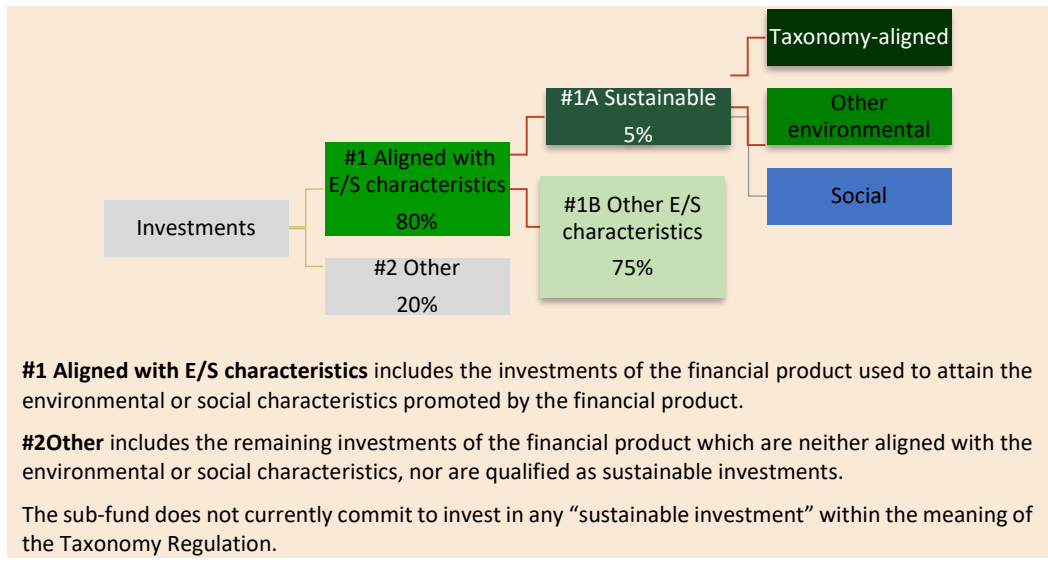 Taxonomy-aligned
#1A Sustainable
5%
Other
environmental
#1 Aligned with
E/S characteristics
80%
#1B Other E/S
characteristics
75%
Social
Investments
#2 Other
20%
#1 Aligned with E/S characteristics includes the investments of the financial product used to attain the
environmental or social characteristics promoted by the financial product.
#2Other includes the remaining investments of the financial product which are neither aligned with the
environmental or social characteristics, nor are qualified as sustainable investments.
The sub-fund does not currently commit to invest in any “sustainable investment” within the meaning of
the Taxonomy Regulation.